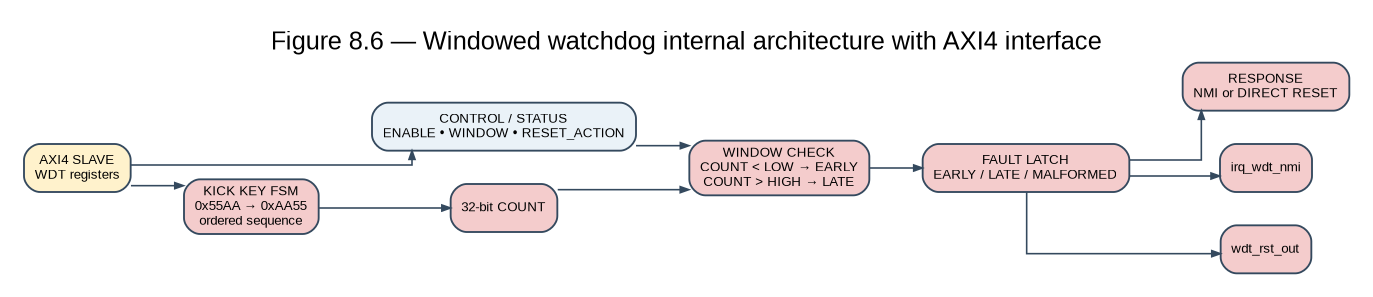 Figure 8.6 — Windowed watchdog internal architecture with AXI4 interface
AXI4 SLAVE
WDT registers
CONTROL / STATUS
ENABLE • WINDOW • RESET_ACTION
KICK KEY FSM
0x55AA → 0xAA55
ordered sequence
32-bit COUNT
WINDOW CHECK
COUNT < LOW → EARLY
COUNT > HIGH → LATE
FAULT LATCH
EARLY / LATE / MALFORMED
RESPONSE
NMI or DIRECT RESET
irq_wdt_nmi
wdt_rst_out